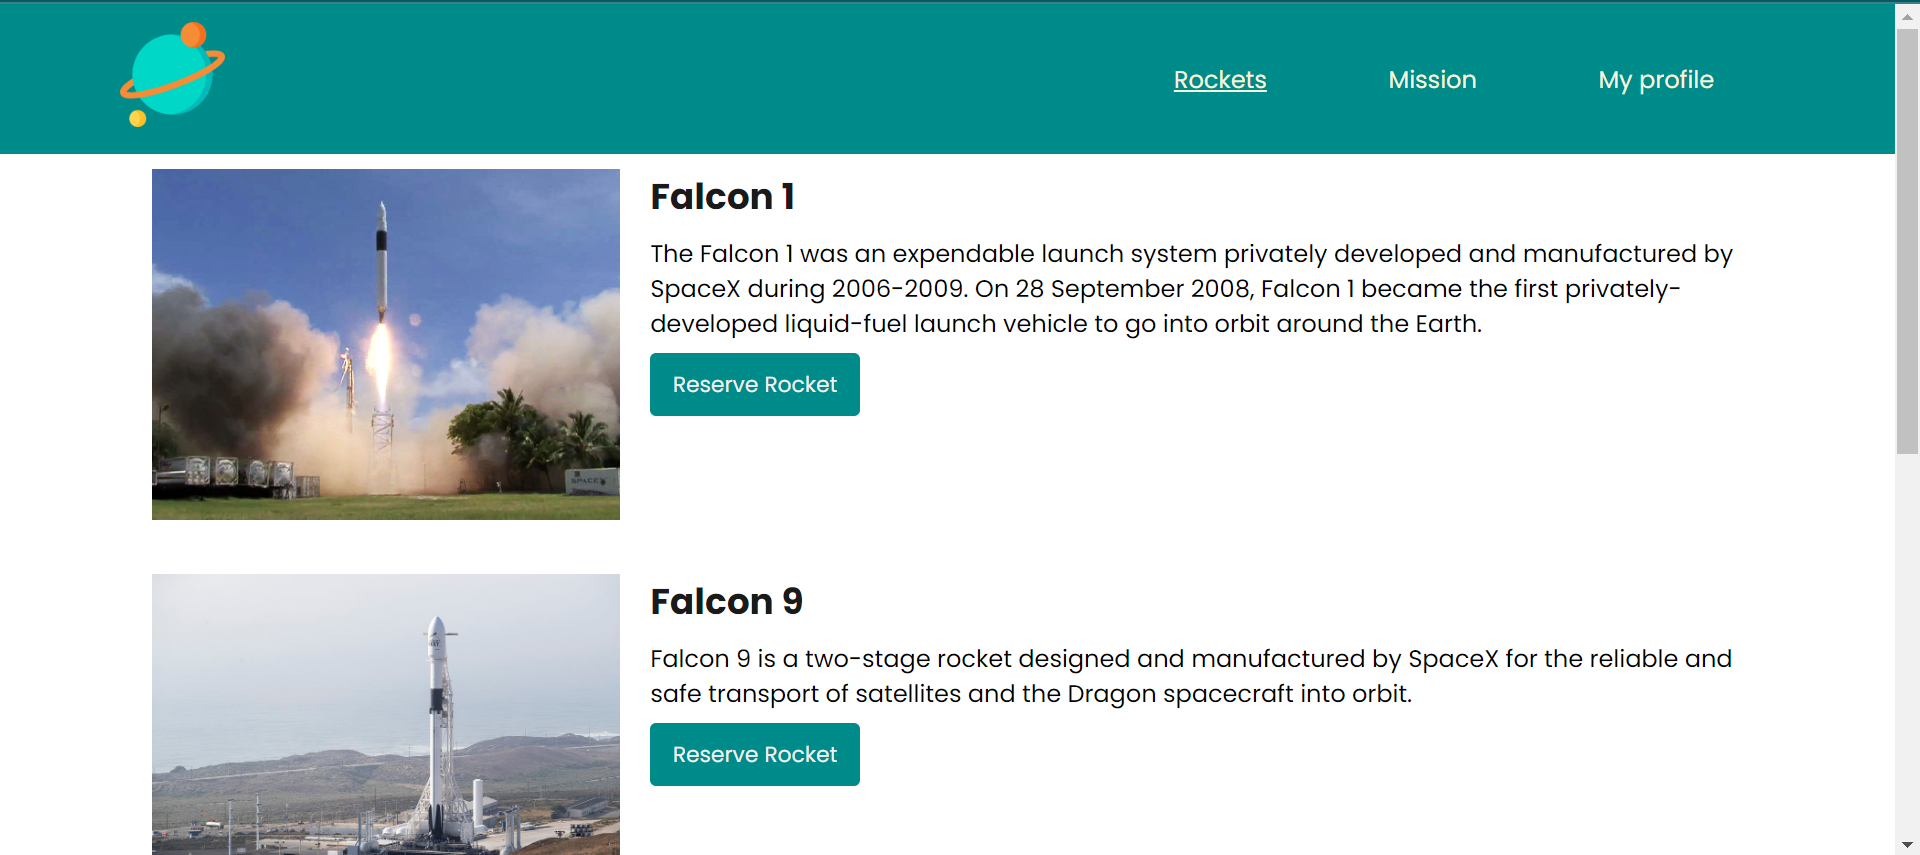 Rockets
Mission
My profile
Falcon 1
The Falcon 1 was an expendable launch system privately developed and manufactured by
SpaceX during 2006-2009. On 28 September 2008, Falcon 1 became the first privately-
developed liquid-fuel launch vehicle to go into orbit around the Earth.
Reserve Rocket
SPACEX
Falcon 9
Falcon 9 is a two-stage rocket designed and manufactured by SpaceX for the reliable and
safe transport of satellites and the Dragon spacecraft into orbit.
Reserve Rocket